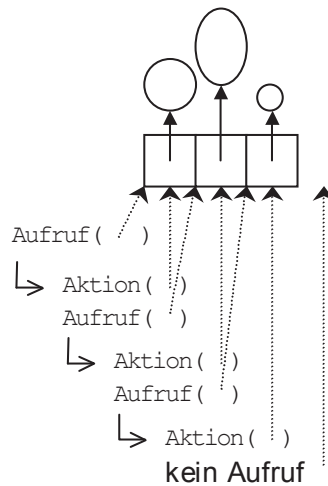 Aufruf( )
Aktion( )
Aufruf( )
Aktion( )
Aufruf( )
Aktion( )
kein Aufruf